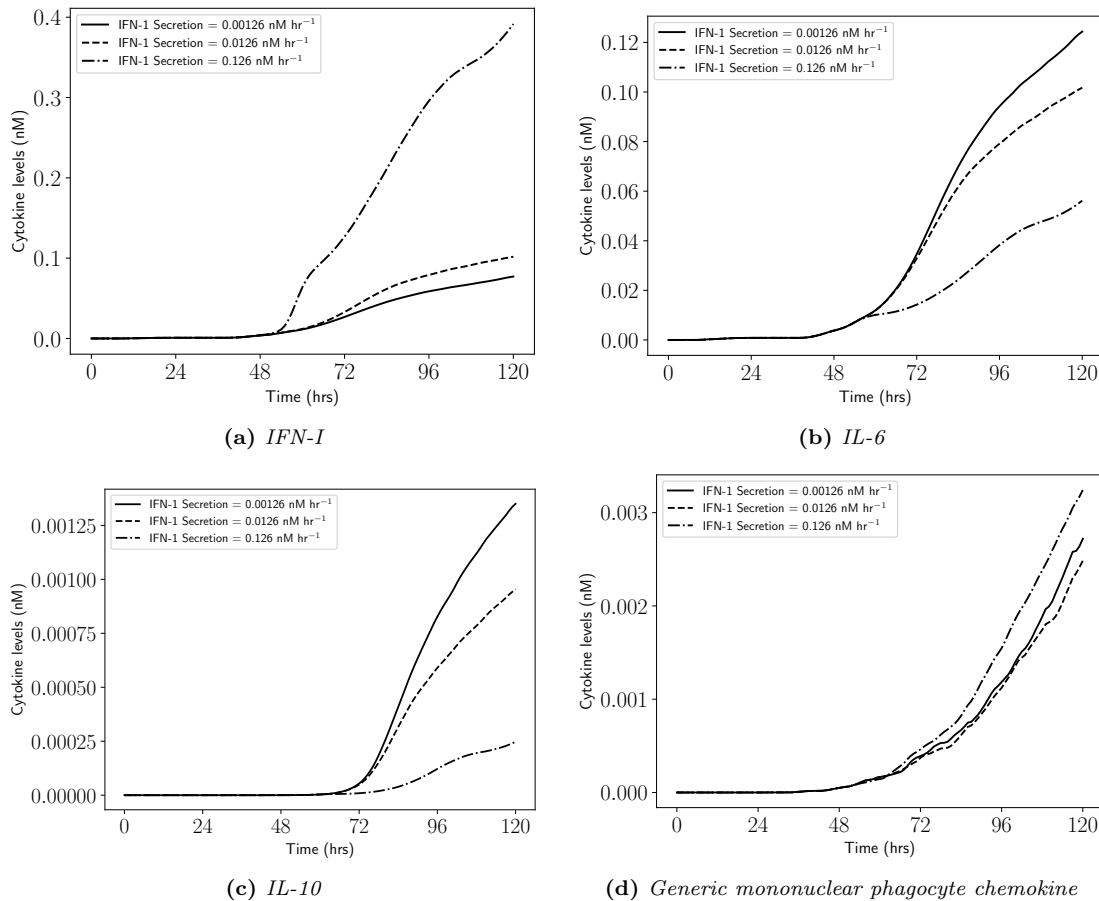 IFN-1 Secretion = 0.00126 nM hr⁻¹
IFN-1 Secretion = 0.0126 nM hr⁻¹
IFN-1 Secretion = 0.126 nM hr⁻¹
Cytokine levels (nM)
0.4
0.3
0.2
0.1
0.0
0 24 48 72 96 120
Time (hrs)
(a) IFN-I
IFN-1 Secretion = 0.00126 nM hr⁻¹
IFN-1 Secretion = 0.0126 nM hr⁻¹
IFN-1 Secretion = 0.126 nM hr⁻¹
Cytokine levels (nM)
0.12
0.10
0.08
0.06
0.04
0.02
0.00
0 24 48 72 96 120
Time (hrs)
(b) IL-6
IFN-1 Secretion = 0.00126 nM hr⁻¹
IFN-1 Secretion = 0.0126 nM hr⁻¹
IFN-1 Secretion = 0.126 nM hr⁻¹
Cytokine levels (nM)
0.00125
0.00100
0.00075
0.00050
0.00025
0.00000
0 24 48 72 96 120
Time (hrs)
(c) IL-10
IFN-1 Secretion = 0.00126 nM hr⁻¹
IFN-1 Secretion = 0.0126 nM hr⁻¹
IFN-1 Secretion = 0.126 nM hr⁻¹
Cytokine levels (nM)
0.003
0.002
0.001
0.000
0 24 48 72 96 120
Time (hrs)
(d) Generic mononuclear phagocyte chemokine